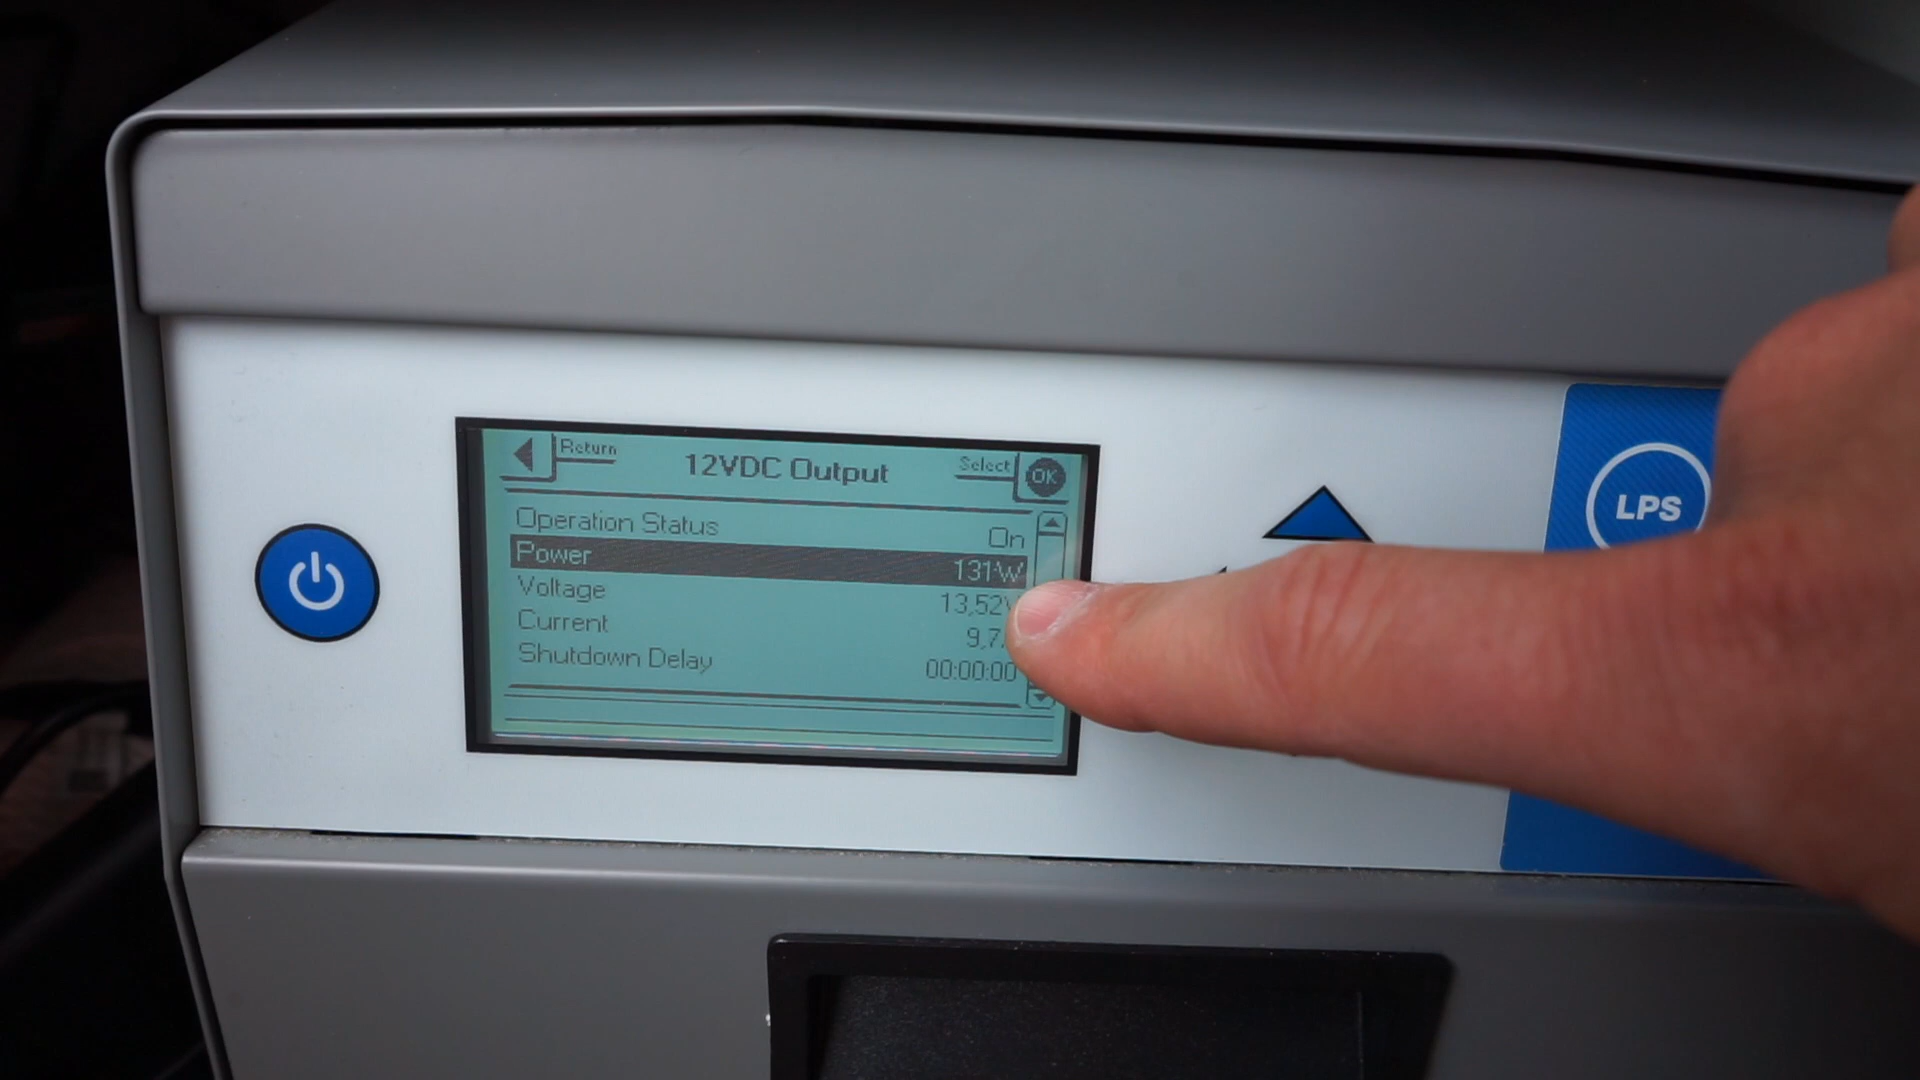 Return
12VDC Output
Select
OK
Operation Status On
Power 131W
Voltage 13,52V
Current 9,7
Shutdown Delay 00:00:00
LPS